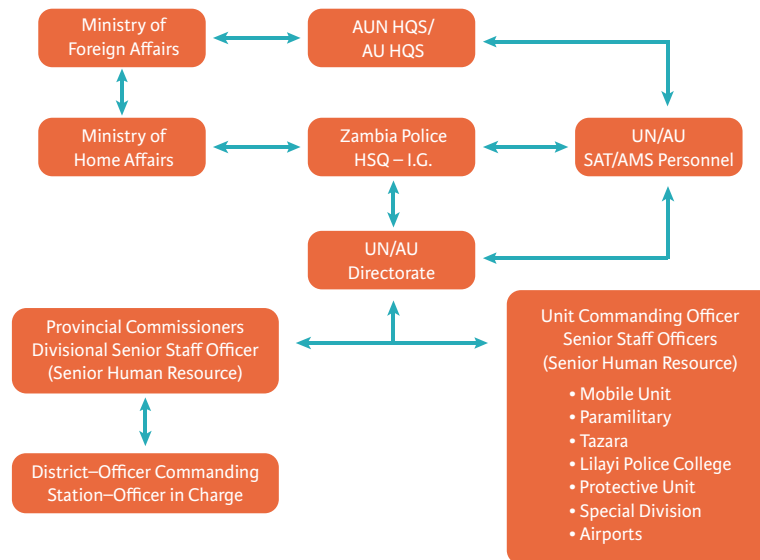 Ministry of
Foreign Affairs
AUN HQS/
AU HQS
Ministry of
Home Affairs
Zambia Police
HSQ – I.G.
UN/AU
SAT/AMS Personnel
UN/AU
Directorate
Provincial Commissioners
Divisional Senior Staff Officer
(Senior Human Resource)
Unit Commanding Officer
Senior Staff Officers
(Senior Human Resource)
• Mobile Unit
• Paramilitary
• Tazara
• Lilayi Police College
• Protective Unit
• Special Division
• Airports
District–Officer Commanding
Station–Officer in Charge